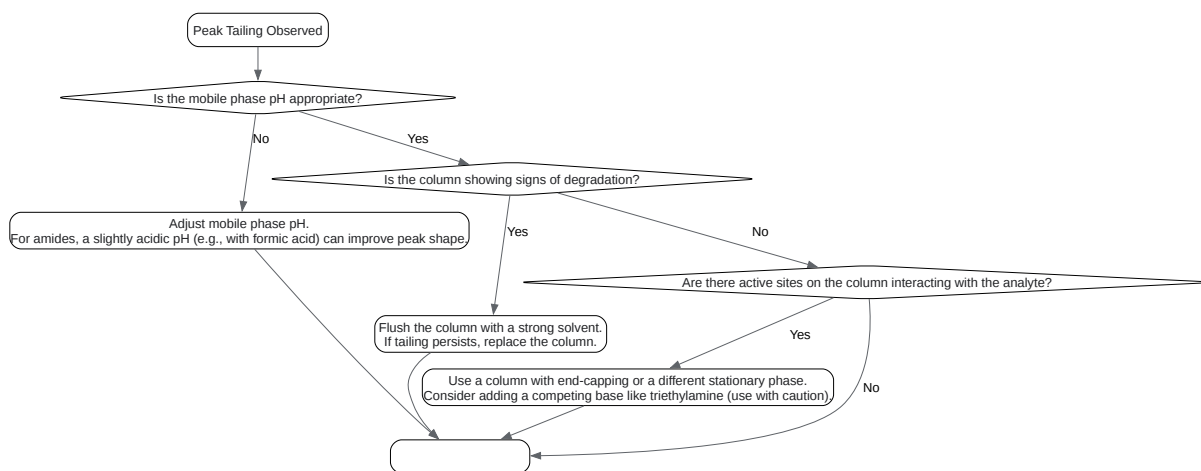 Peak Tailing Observed
Is the mobile phase pH appropriate?
No
Yes
Is the column showing signs of degradation?
Adjust mobile phase pH.
For amides, a slightly acidic pH (e.g., with formic acid) can improve peak shape.
Yes
No
Are there active sites on the column interacting with the analyte?
Flush the column with a strong solvent.
If tailing persists, replace the column.
Yes
Use a column with end-capping or a different stationary phase.
Consider adding a competing base like triethylamine (use with caution).
No